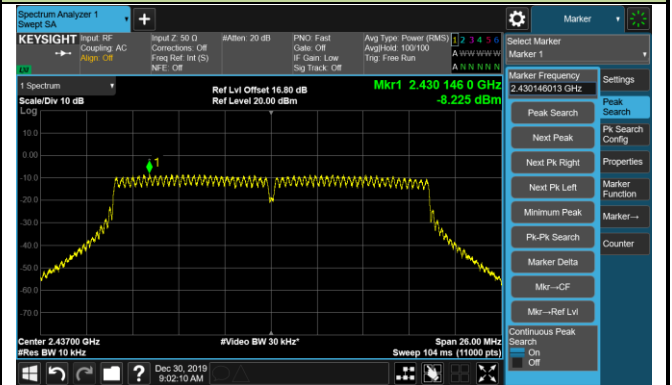 Spectrum Analyzer 1
Swept SA
+
Marker
KEYSIGHT
Input: RF
Coupling: AC
Align: Off
Input Z: 50 Ω
Corrections: Off
Freq Ref: Int (S)
NFE: Off
#Atten: 20 dB
PNO: Fast
Gate: Off
IF Gain: Low
Sig Track: Off
Avg Type: Power (RMS)
Avg|Hold: 100/100
Trig: Free Run
1 2 3 4 5 6
A W W W W W
A N N N N N
Select Marker
Marker 1
1 Spectrum
Scale/Div 10 dB
Log
Ref Lvl Offset 16.80 dB
Ref Level 20.00 dBm
Mkr1 2.430 146 0 GHz
-8.225 dBm
10.0
0.00
-10.0
-20.0
-30.0
-40.0
-50.0
-60.0
-70.0
1
Center 2.43700 GHz
#Res BW 10 kHz
#Video BW 30 kHz*
Span 26.00 MHz
Sweep 104 ms (11000 pts)
Marker Frequency
2.430146013 GHz
Peak Search
Next Peak
Next Pk Right
Next Pk Left
Minimum Peak
Pk-Pk Search
Marker Delta
Mkr→CF
Mkr→Ref Lvl
Continuous Peak
Search
On
Off
Settings
Peak
Search
Pk Search
Config
Properties
Marker
Function
Marker→
Counter
?
Dec 30, 2019
9:02:10 AM